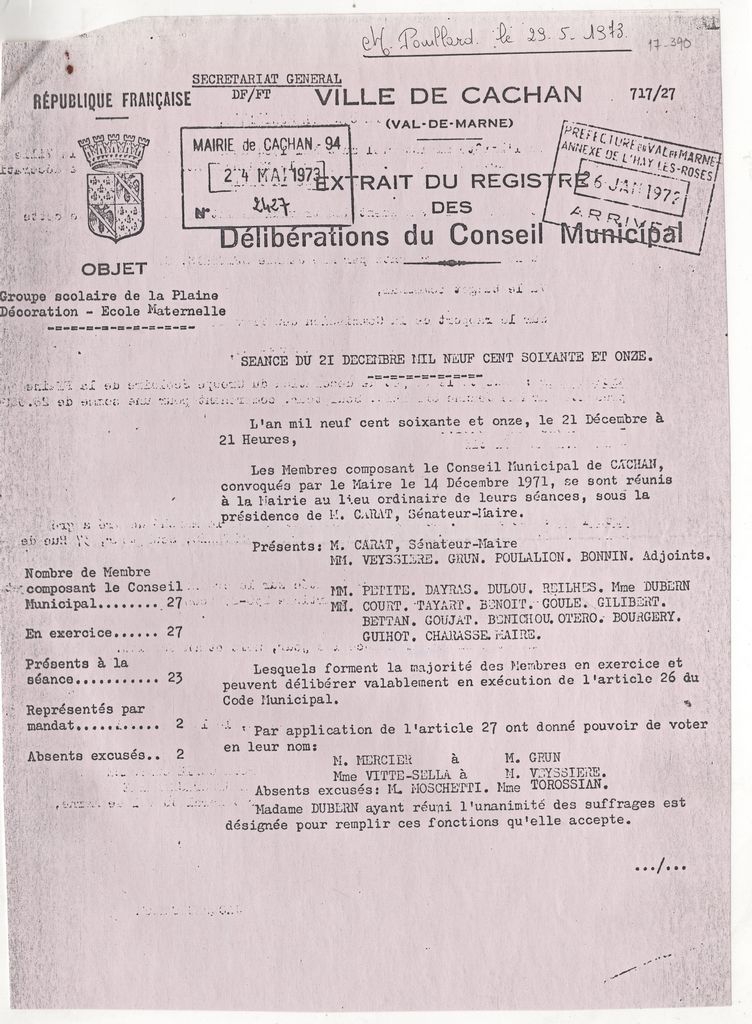 M. Pouillard. le 29.5.1973.
17-390
SECRETARIAT GENERAL
DF/FT
RÉPUBLIQUE FRANÇAISE
VILLE DE CACHAN
717/27
(VAL-DE-MARNE)
MAIRIE de CACHAN - 94
24 MAI 1973
N° 2427
PREFECTURE DU VAL DE MARNE
ANNEXE DE L'HAY LES-ROSES
26 JAN 1972
ARRIVÉE
EXTRAIT DU REGISTRE
DES
Délibérations du Conseil Municipal
OBJET
Groupe scolaire de la Plaine
Décoration - Ecole Maternelle
SEANCE DU 21 DECEMBRE MIL NEUF CENT SOIXANTE ET ONZE.
L'an mil neuf cent soixante et onze, le 21 Décembre à
21 Heures,
Les Membres composant le Conseil Municipal de CACHAN,
convoqués par le Maire le 14 Décembre 1971, se sont réunis
à la Mairie au lieu ordinaire de leurs séances, sous la
présidence de M. CARAT, Sénateur-Maire.
Présents: M. CARAT, Sénateur-Maire
MM. VEYSSIERE. GRUN. POULALION. BONNIN. Adjoints.
MM. PETITE. DAYRAS. DULOU. REILHES. Mme DUBERN
MM. COURT. TAYART. BENOIT. GOULE. GILIBERT.
BETTAN. GOUJAT. BENICHOU. OTERO. BOURGERY.
GUIHOT. CHARASSE. MAIRE.
Nombre de Membre
composant le Conseil
Municipal........ 27
En exercice...... 27
Présents à la
séance........... 23
Représentés par
mandat........... 2
Absents excusés.. 2
Lesquels forment la majorité des Membres en exercice et
peuvent délibérer valablement en exécution de l'article 26 du
Code Municipal.
Par application de l'article 27 ont donné pouvoir de voter
en leur nom:
M. MERCIER à M. GRUN
Mme VITTE-SELLA à M. VEYSSIERE.
Absents excusés: M. MOSCHETTI. Mme TOROSSIAN.
Madame DUBERN ayant réuni l'unanimité des suffrages est
désignée pour remplir ces fonctions qu'elle accepte.
.../...